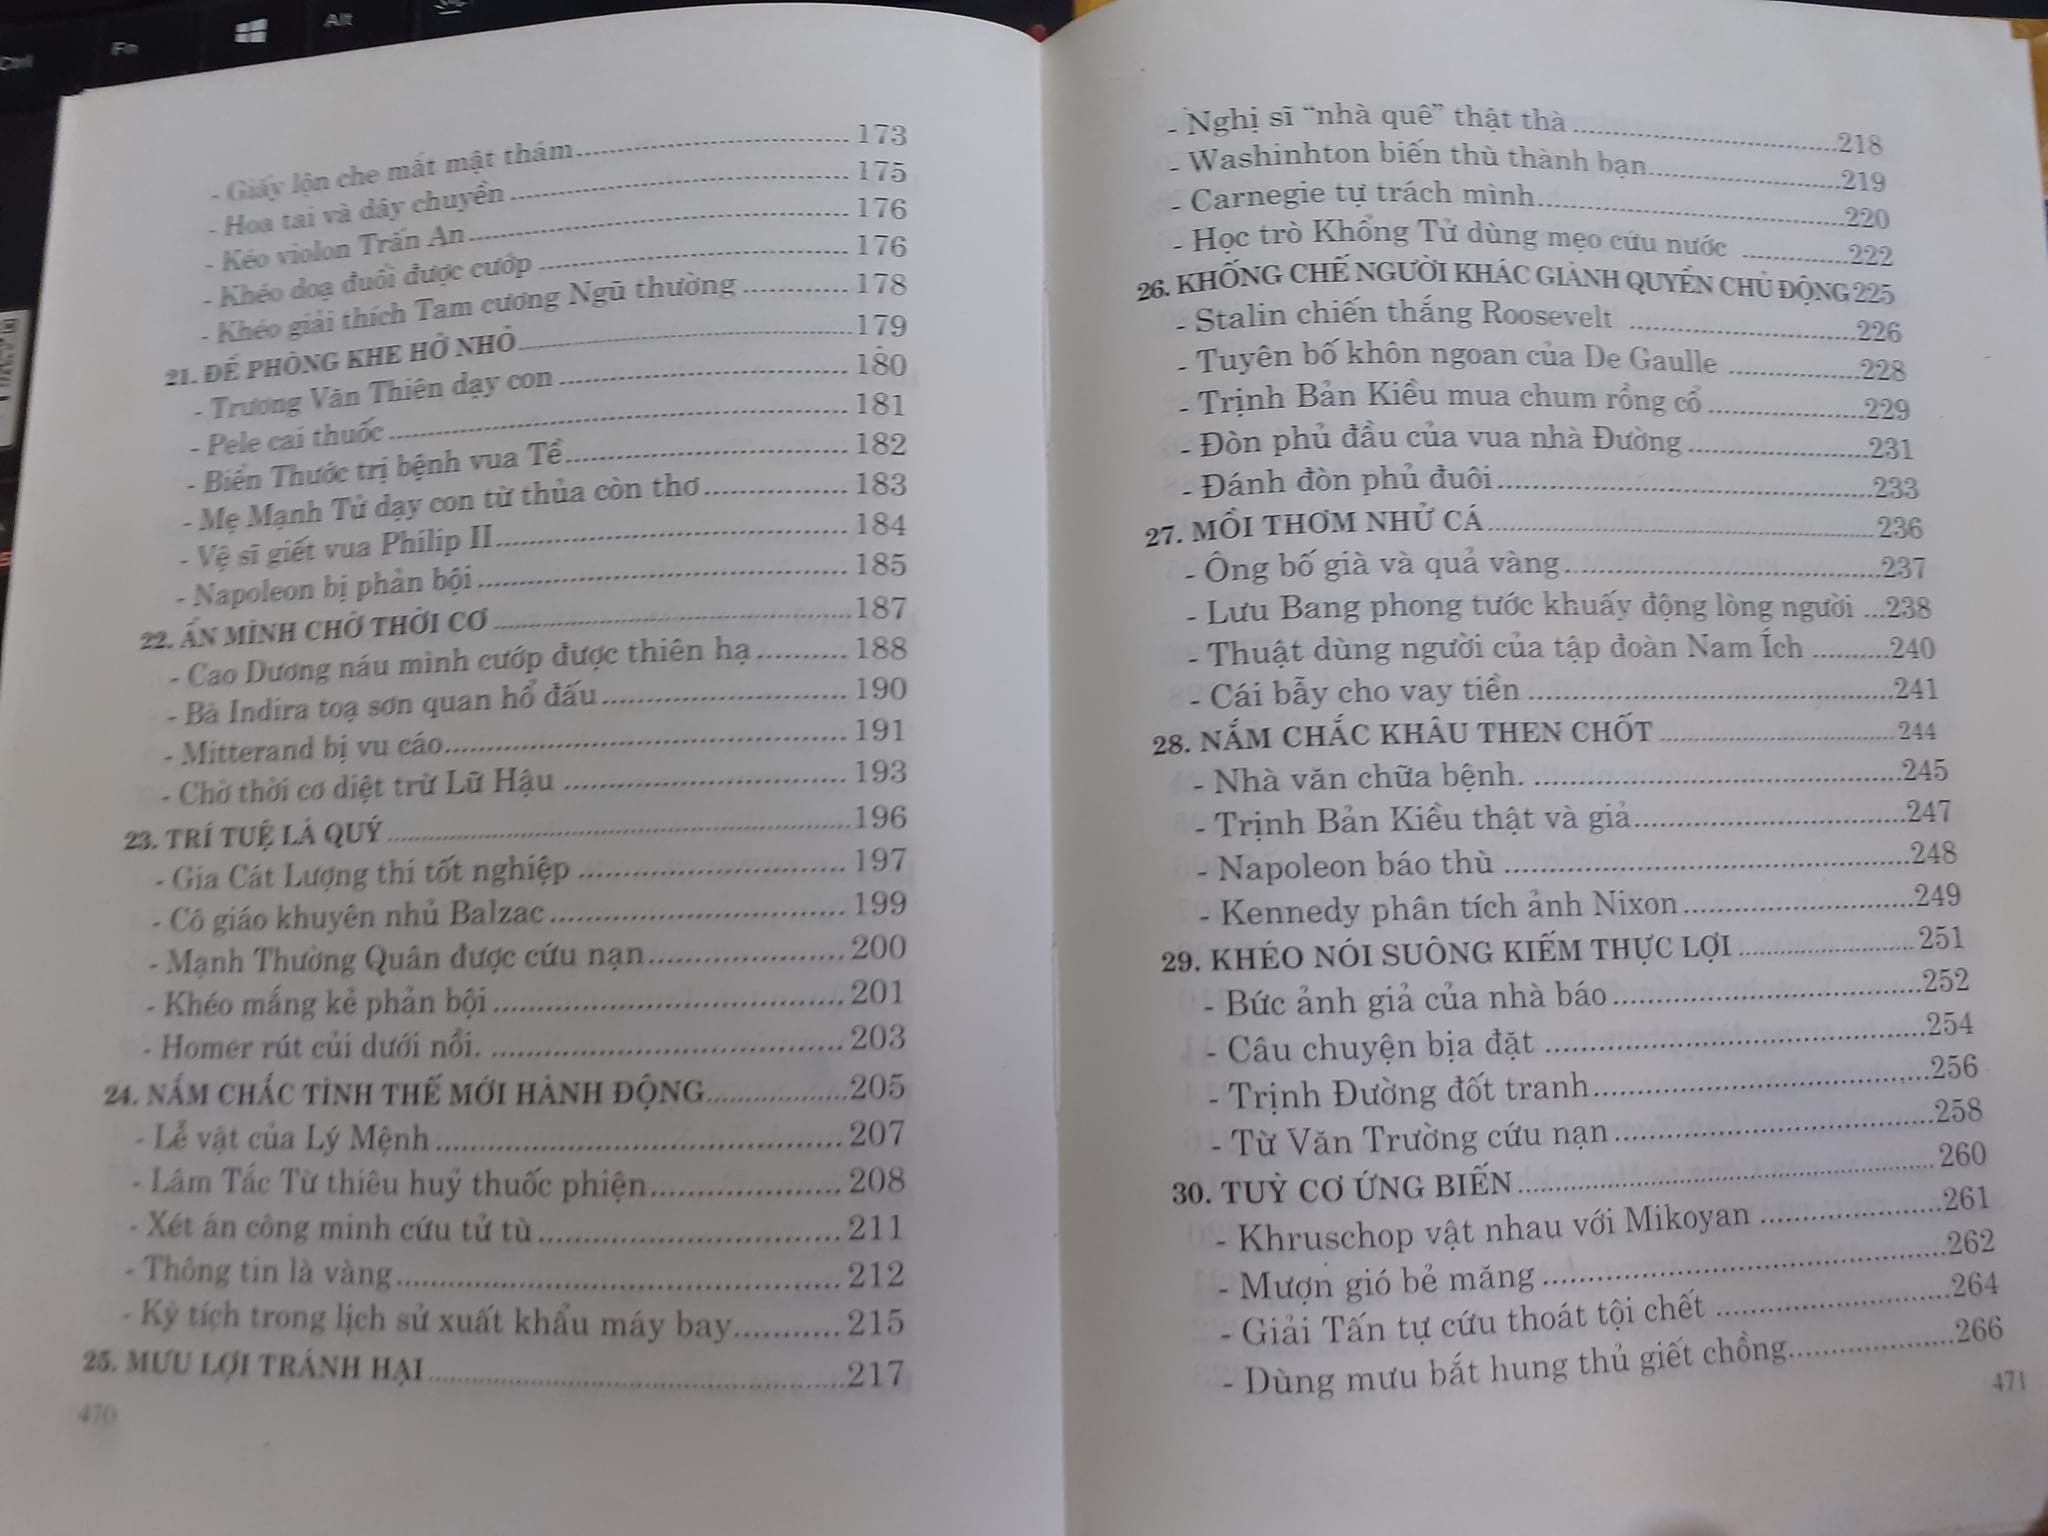 Ctrl Fn Alt
- Giấy lộn che mắt mật thám.......... 173
- Hoa tai và dây chuyền.......... 175
- Kéo violon Trấn An.......... 176
- Khéo doạ đuổi được cướp.......... 176
- Khéo giải thích Tam cương Ngũ thường.......... 178
21. ĐỀ PHÒNG KHE HỞ NHỎ.......... 179
- Trương Văn Thiên dạy con.......... 180
- Pele cai thuốc.......... 181
- Biển Thước trị bệnh vua Tề.......... 182
- Mẹ Mạnh Tử dạy con từ thủa còn thơ.......... 183
- Vệ sĩ giết vua Philip II.......... 184
- Napoleon bị phản bội.......... 185
22. ẨN MÌNH CHỜ THỜI CƠ.......... 187
- Cao Dương náu mình cướp được thiên hạ.......... 188
- Bà Indira toạ sơn quan hổ đấu.......... 190
- Mitterand bị vu cáo.......... 191
- Chờ thời cơ diệt trừ Lữ Hậu.......... 193
23. TRÍ TUỆ LÀ QUÝ.......... 196
- Gia Cát Lượng thi tốt nghiệp.......... 197
- Cô giáo khuyên nhủ Balzac.......... 199
- Mạnh Thường Quân được cứu nạn.......... 200
- Khéo mắng kẻ phản bội.......... 201
- Homer rút củi dưới nồi. .......... 203
24. NẮM CHẮC TÌNH THẾ MỚI HÀNH ĐỘNG.......... 205
- Lễ vật của Lý Mệnh.......... 207
- Lâm Tắc Từ thiêu huỷ thuốc phiện.......... 208
- Xét án công minh cứu tử tù.......... 211
- Thông tin là vàng.......... 212
- Kỳ tích trong lịch sử xuất khẩu máy bay.......... 215
25. MƯU LỢI TRÁNH HẠI.......... 217
470
- Nghị sĩ “nhà quê” thật thà.......... 218
- Washinhton biến thù thành bạn.......... 219
- Carnegie tự trách mình.......... 220
- Học trò Khổng Tử dùng mẹo cứu nước .......... 222
26. KHỐNG CHẾ NGƯỜI KHÁC GIÀNH QUYỀN CHỦ ĐỘNG 225
- Stalin chiến thắng Roosevelt .......... 226
- Tuyên bố khôn ngoan của De Gaulle .......... 228
- Trịnh Bản Kiều mua chum rồng cổ.......... 229
- Đòn phủ đầu của vua nhà Đường.......... 231
- Đánh đòn phủ đuôi.......... 233
27. MỒI THƠM NHỬ CÁ.......... 236
- Ông bố già và quả vàng.......... 237
- Lưu Bang phong tước khuấy động lòng người ...238
- Thuật dùng người của tập đoàn Nam Ích .......... 240
- Cái bẫy cho vay tiền .......... 241
28. NẮM CHẮC KHÂU THEN CHỐT .......... 244
- Nhà văn chữa bệnh. .......... 245
- Trịnh Bản Kiều thật và giả.......... 247
- Napoleon báo thù .......... 248
- Kennedy phân tích ảnh Nixon.......... 249
29. KHÉO NÓI SUÔNG KIẾM THỰC LỢI .......... 251
- Bức ảnh giả của nhà báo.......... 252
- Câu chuyện bịa đặt .......... 254
- Trịnh Đường đốt tranh.......... 256
- Từ Văn Trường cứu nạn.......... 258
30. TUỲ CƠ ỨNG BIẾN.......... 260
- Khruschop vật nhau với Mikoyan .......... 261
- Mượn gió bẻ măng.......... 262
- Giải Tấn tự cứu thoát tội chết .......... 264
- Dùng mưu bắt hung thủ giết chồng.......... 266
471